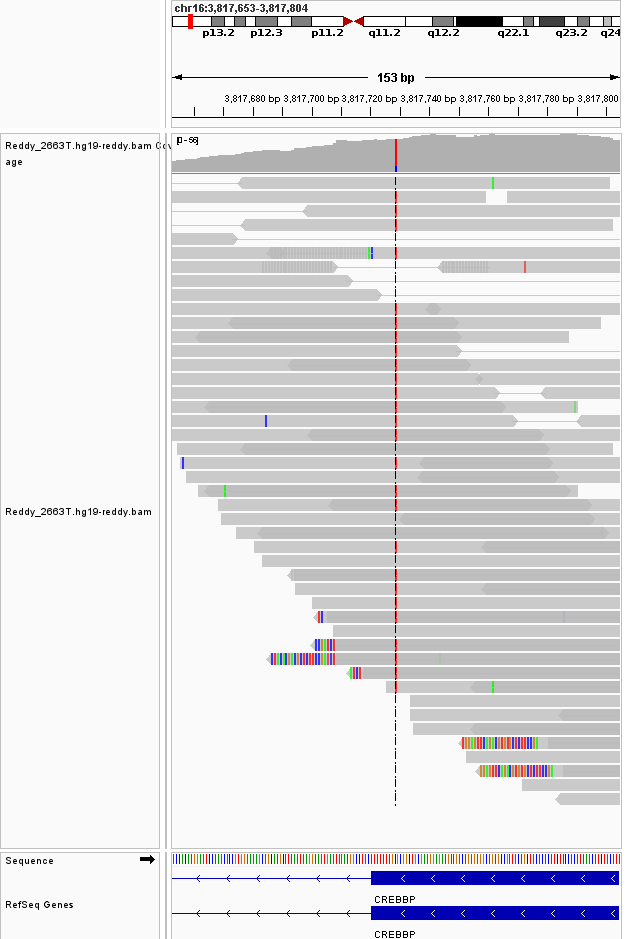 chr16:3,817,653-3,817,804
p13.2 p12.3 p11.2 q11.2 q12.2 q22.1 q23.2 q24
153 bp
3,817,680 bp 3,817,700 bp 3,817,720 bp 3,817,740 bp 3,817,760 bp 3,817,780 bp 3,817,800
[0-56]
Reddy_2663T.hg19-reddy.bam Cov
age
Reddy_2663T.hg19-reddy.bam
Sequence
CREBBP
RefSeq Genes
CREBBP